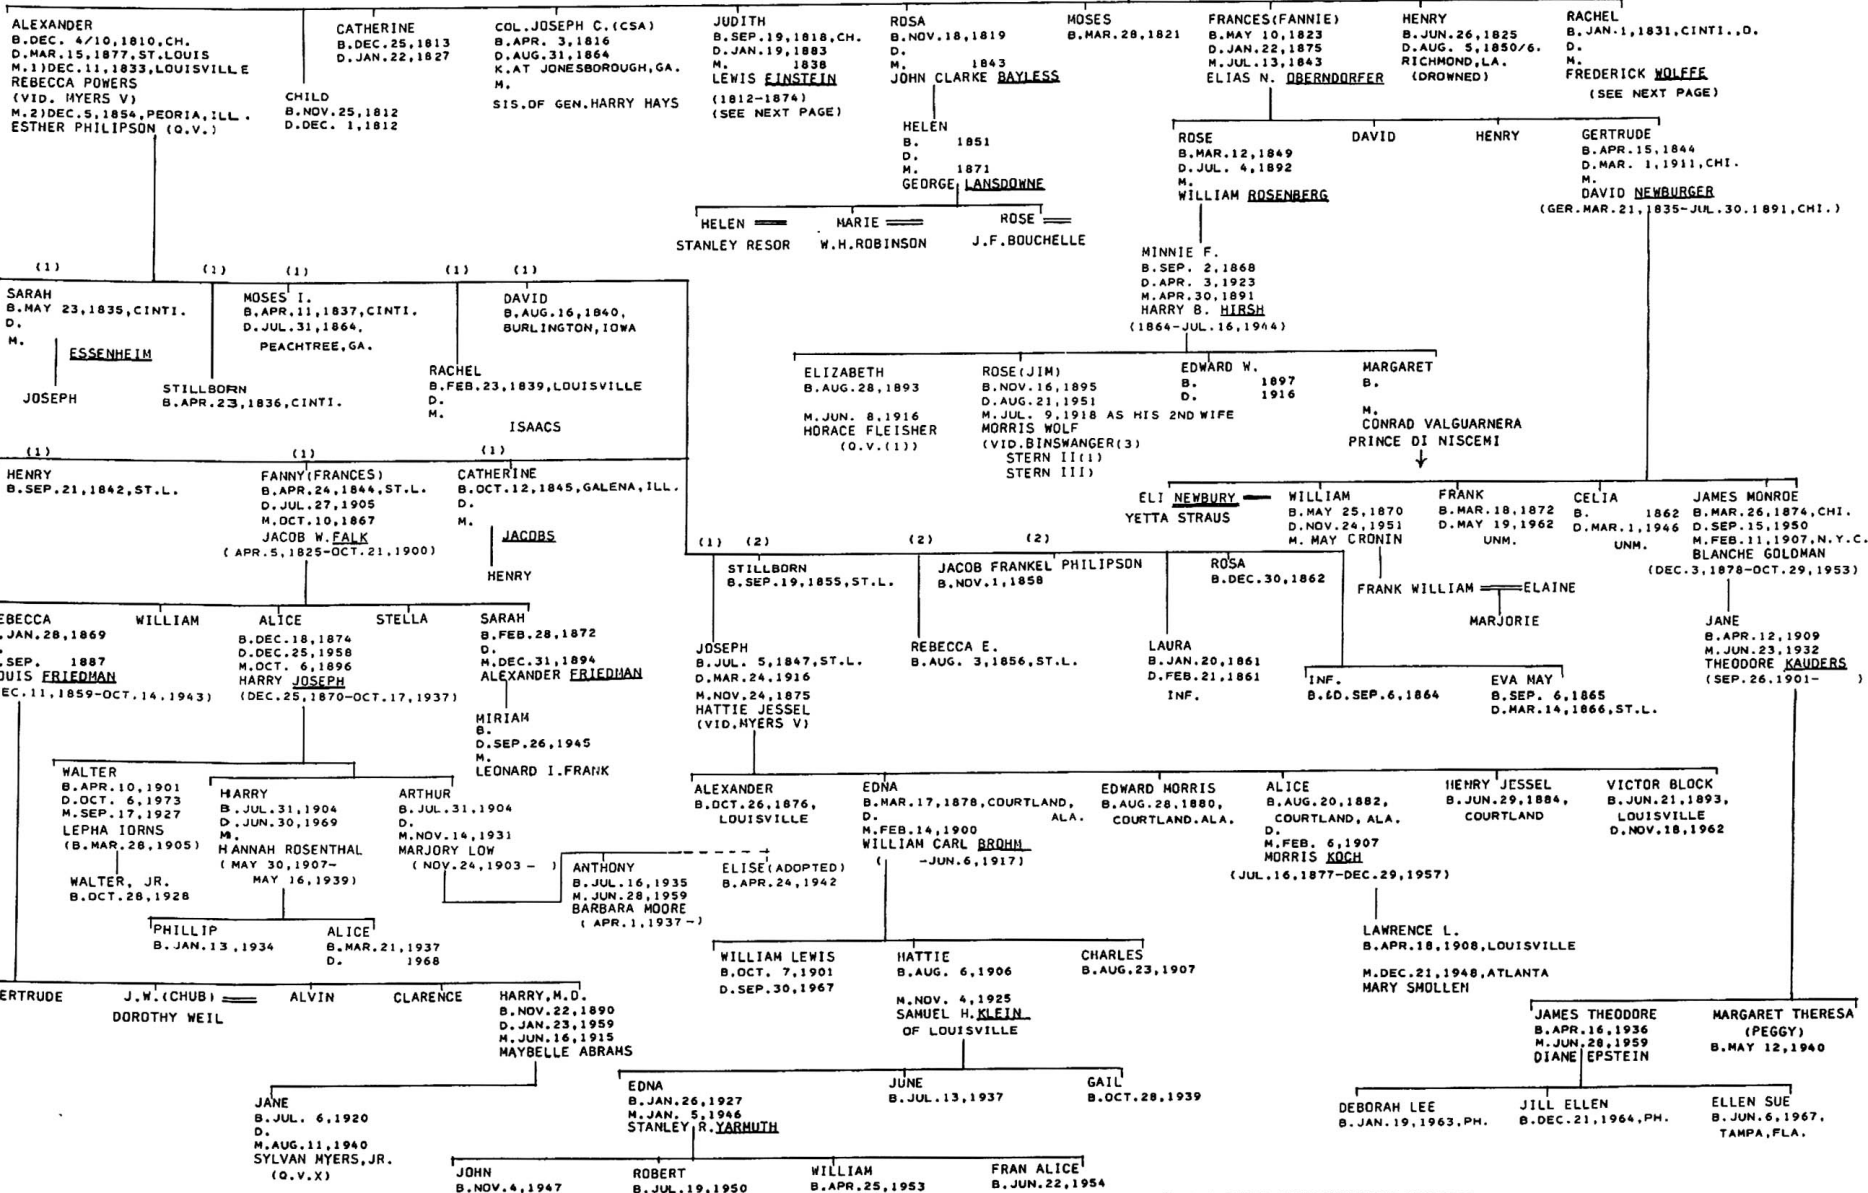 ALEXANDER
B.DEC. 4/10,1810,CH.
D.MAR.15,1877,ST.LOUIS
M.1)DEC.11,1833,LOUISVILLE
REBECCA POWERS
(VID. MYERS V)
M.2)DEC.5,1854,PEORIA,ILL.
ESTHER PHILIPSON (Q.V.)
CHILD
B.NOV.25,1812
D.DEC. 1,1812
CATHERINE
B.DEC.25,1813
D.JAN.22,1827
COL.JOSEPH C.(CSA)
B.APR. 3,1816
D.AUG.31,1864
K.AT JONESBOROUGH,GA.
M.
SIS.OF GEN.HARRY HAYS
JUDITH
B.SEP.19,1818,CH.
D.JAN.19,1883
M. 1838
LEWIS EINSTEIN
(1812-1874)
(SEE NEXT PAGE)
ROSA
B.NOV.18,1819
D.
M. 1843
JOHN CLARKE BAYLESS
MOSES
B.MAR.28,1821
FRANCES(FANNIE)
B.MAY 10,1823
D.JAN.22,1875
M.JUL.13,1843
ELIAS N. OBERNDORFER
HENRY
B.JUN.26,1825
D.AUG. 5,1850/6.
RICHMOND,LA.
(DROWNED)
RACHEL
B.JAN.1,1831,CINTI.,O.
D.
M.
FREDERICK WOLFFE
(SEE NEXT PAGE)
HELEN
B. 1851
D.
M. 1871
GEORGE LANSDOWNE
ROSE
B.MAR.12,1849
D.JUL. 4,1892
M.
WILLIAM ROSENBERG
DAVID
HENRY
GERTRUDE
B.APR.15,1844
D.MAR. 1,1911,CHI.
M.
DAVID NEWBURGER
(GER.MAR.21,1835-JUL.30.1891,CHI.)
HELEN
STANLEY RESOR
MARIE
W.H.ROBINSON
ROSE
J.F.BOUCHELLE
MINNIE F.
B.SEP. 2,1868
D.APR. 3,1923
M.APR.30,1891
HARRY B. HIRSH
(1864-JUL.16,1944)
(1) (1) (1) (1) (1)
SARAH
B.MAY 23,1835,CINTI.
D.
M.
ESSENHEIM
JOSEPH
STILLBORN
B.APR.23,1836,CINTI.
MOSES I.
B.APR.11,1837,CINTI.
D.JUL.31,1864,
PEACHTREE,GA.
RACHEL
B.FEB.23,1839,LOUISVILLE
D.
M.
ISAACS
DAVID
B.AUG.16,1840,
BURLINGTON,IOWA
ELIZABETH
B.AUG.28,1893
M.JUN. 8,1916
HORACE FLEISHER
(Q.V.(1))
ROSE(JIM)
B.NOV.16,1895
D.AUG.21,1951
M.JUL. 9,1918 AS HIS 2ND WIFE
MORRIS WOLF
(VID.BINSWANGER(3)
STERN II(1)
STERN III)
EDWARD W.
B. 1897
D. 1916
MARGARET
B.
M.
CONRAD VALGUARNERA
PRINCE DI NISCEMI
(1) (1) (1)
HENRY
B.SEP.21,1842,ST.L.
FANNY(FRANCES)
B.APR.24,1844,ST.L.
D.JUL.27,1905
M.OCT.10,1867
JACOB W.FALK
(APR.5,1825-OCT.21,1900)
CATHERINE
B.OCT.12,1845,GALENA,ILL.
D.
M.
JACOBS
HENRY
ELI NEWBURY
YETTA STRAUS
WILLIAM
B.MAY 25,1870
D.NOV.24,1951
M. MAY CRONIN
FRANK
B.MAR.18,1872
D.MAY 19,1962
UNM.
CELIA
B. 1862
D.MAR.1,1946
UNM.
JAMES MONROE
B.MAR.26,1874,CHI.
D.SEP.15,1950
M.FEB.11,1907,N.Y.C.
BLANCHE GOLDMAN
(DEC.3,1878-OCT.29,1953)
FRANK WILLIAM ELAINE
MARJORIE
(1) (2) (2) (2)
STILLBORN
B.SEP.19,1855,ST.L.
JACOB FRANKEL PHILIPSON
B.NOV.1,1858
ROSA
B.DEC.30,1862
JOSEPH
B.JUL. 5,1847,ST.L.
D.MAR.24,1916
M.NOV.24,1875
HATTIE JESSEL
(VID.MYERS V)
REBECCA E.
B.AUG. 3,1856,ST.L.
LAURA
B.JAN.20,1861
D.FEB.21,1861
INF.
INF.
B.&D.SEP.6,1864
EVA MAY
B.SEP. 6,1865
D.MAR.14,1866,ST.L.
JANE
B.APR.12,1909
M.JUN.23,1932
THEODORE KAUDERS
(SEP.26,1901- )
EBECCA
.JAN.28,1869
.
.SEP. 1887
OUIS FRIEDMAN
EC.11,1859-OCT.14,1943)
WILLIAM
ALICE
B.DEC.18,1874
D.DEC.25,1958
M.OCT. 6,1896
HARRY JOSEPH
(DEC.25,1870-OCT.17,1937)
STELLA
SARAH
B.FEB.28,1872
D.
M.DEC.31,1894
ALEXANDER FRIEDMAN
MIRIAM
B.
D.SEP.26,1945
M.
LEONARD I.FRANK
WALTER
B.APR.10,1901
D.OCT. 6,1973
M.SEP.17,1927
LEPHA IORNS
(B.MAR.28,1905)
WALTER, JR.
B.OCT.28,1928
HARRY
B.JUL.31,1904
D.JUN.30,1969
M.
HANNAH ROSENTHAL
(MAY 30,1907-
MAY 16,1939)
ARTHUR
B.JUL.31,1904
D.
M.NOV.14,1931
MARJORY LOW
(NOV.24,1903 - )
ANTHONY
B.JUL.16,1935
M.JUN.28,1959
BARBARA MOORE
(APR.1,1937-)
ELISE(ADOPTED)
B.APR.24,1942
ALEXANDER
B.OCT.26,1876,
LOUISVILLE
EDNA
B.MAR.17,1878,COURTLAND,
D. ALA.
M.FEB.14,1900
WILLIAM CARL BROHM
( -JUN.6,1917)
EDWARD MORRIS
B.AUG.28,1880,
COURTLAND.ALA.
ALICE
B.AUG.20,1882,
COURTLAND, ALA.
D.
M.FEB. 6,1907
MORRIS KOCH
(JUL.16,1877-DEC.29,1957)
HENRY JESSEL
B.JUN.29,1884,
COURTLAND
VICTOR BLOCK
B.JUN.21,1893,
LOUISVILLE
D.NOV.18,1962
PHILLIP
B.JAN.13,1934
ALICE
B.MAR.21,1937
D. 1968
WILLIAM LEWIS
B.OCT. 7,1901
D.SEP.30,1967
HATTIE
B.AUG. 6,1906
M.NOV. 4,1925
SAMUEL H.KLEIN
OF LOUISVILLE
CHARLES
B.AUG.23,1907
LAWRENCE L.
B.APR.18,1908,LOUISVILLE
M.DEC.21,1948,ATLANTA
MARY SMOLLEN
ERTRUDE
J.W.(CHUB)
DOROTHY WEIL
ALVIN
CLARENCE
HARRY,M.D.
B.NOV.22,1890
D.JAN.23,1959
M.JUN.16,1915
MAYBELLE ABRAMS
JAMES THEODORE
B.APR.16,1936
M.JUN.28,1959
DIANE EPSTEIN
MARGARET THERESA
(PEGGY)
B.MAY 12,1940
JANE
B.JUL. 6,1920
D.
M.AUG.11,1940
SYLVAN MYERS,JR.
(Q.V.X)
EDNA
B.JAN.26,1927
M.JAN. 5,1946
STANLEY R.YARMUTH
JUNE
B.JUL.13,1937
GAIL
B.OCT.28,1939
DEBORAH LEE
B.JAN.19,1963,PH.
JILL ELLEN
B.DEC.21,1964,PH.
ELLEN SUE
B.JUN.6,1967,
TAMPA,FLA.
JOHN
B.NOV.4,1947
ROBERT
B.JUL.19,1950
WILLIAM
B.APR.25,1953
FRAN ALICE
B.JUN.22,1954